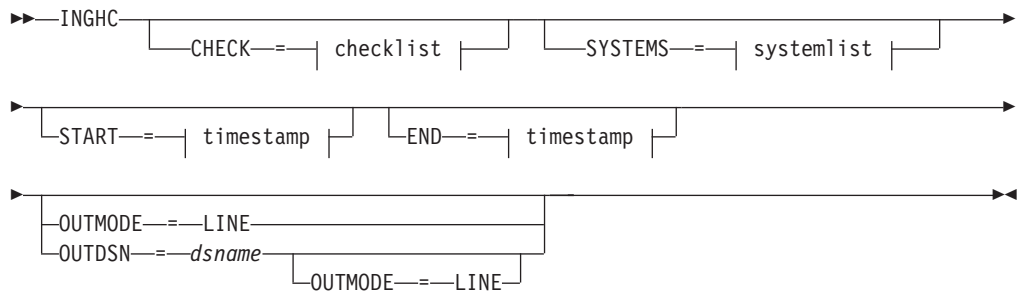 INGHC
CHECK = checklist SYSTEMS = systemlist
START = timestamp END = timestamp
OUTMODE = LINE
OUTDSN = dsname
OUTMODE = LINE